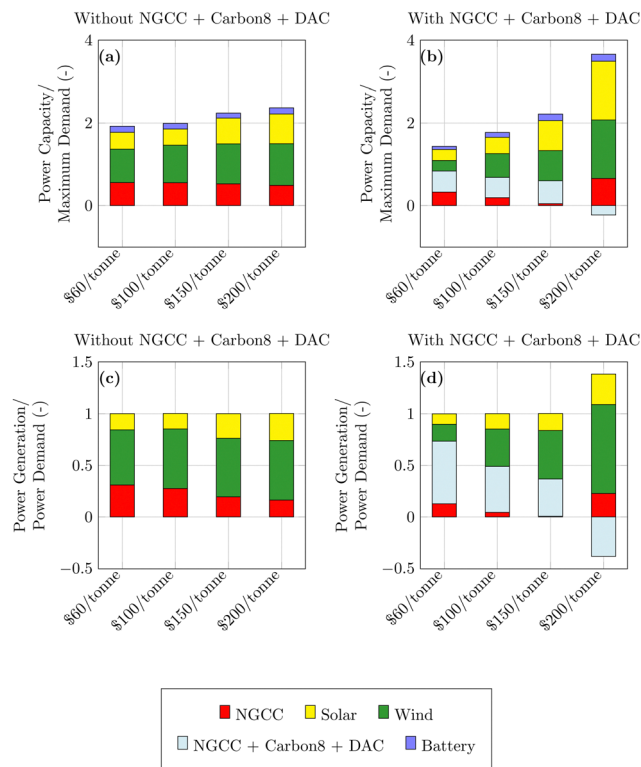 Without NGCC + Carbon8 + DAC
With NGCC + Carbon8 + DAC
4
2
0
Power Capacity/
Maximum Demand (-)
(a)
$60/tonne
$100/tonne
$150/tonne
$200/tonne
4
2
0
Power Capacity/
Maximum Demand (-)
(b)
$60/tonne
$100/tonne
$150/tonne
$200/tonne
Without NGCC + Carbon8 + DAC
With NGCC + Carbon8 + DAC
1.5
1
0.5
0
−0.5
Power Generation/
Power Demand (-)
(c)
$60/tonne
$100/tonne
$150/tonne
$200/tonne
1.5
1
0.5
0
−0.5
Power Generation/
Power Demand (-)
(d)
$60/tonne
$100/tonne
$150/tonne
$200/tonne
NGCC Solar Wind
NGCC + Carbon8 + DAC Battery